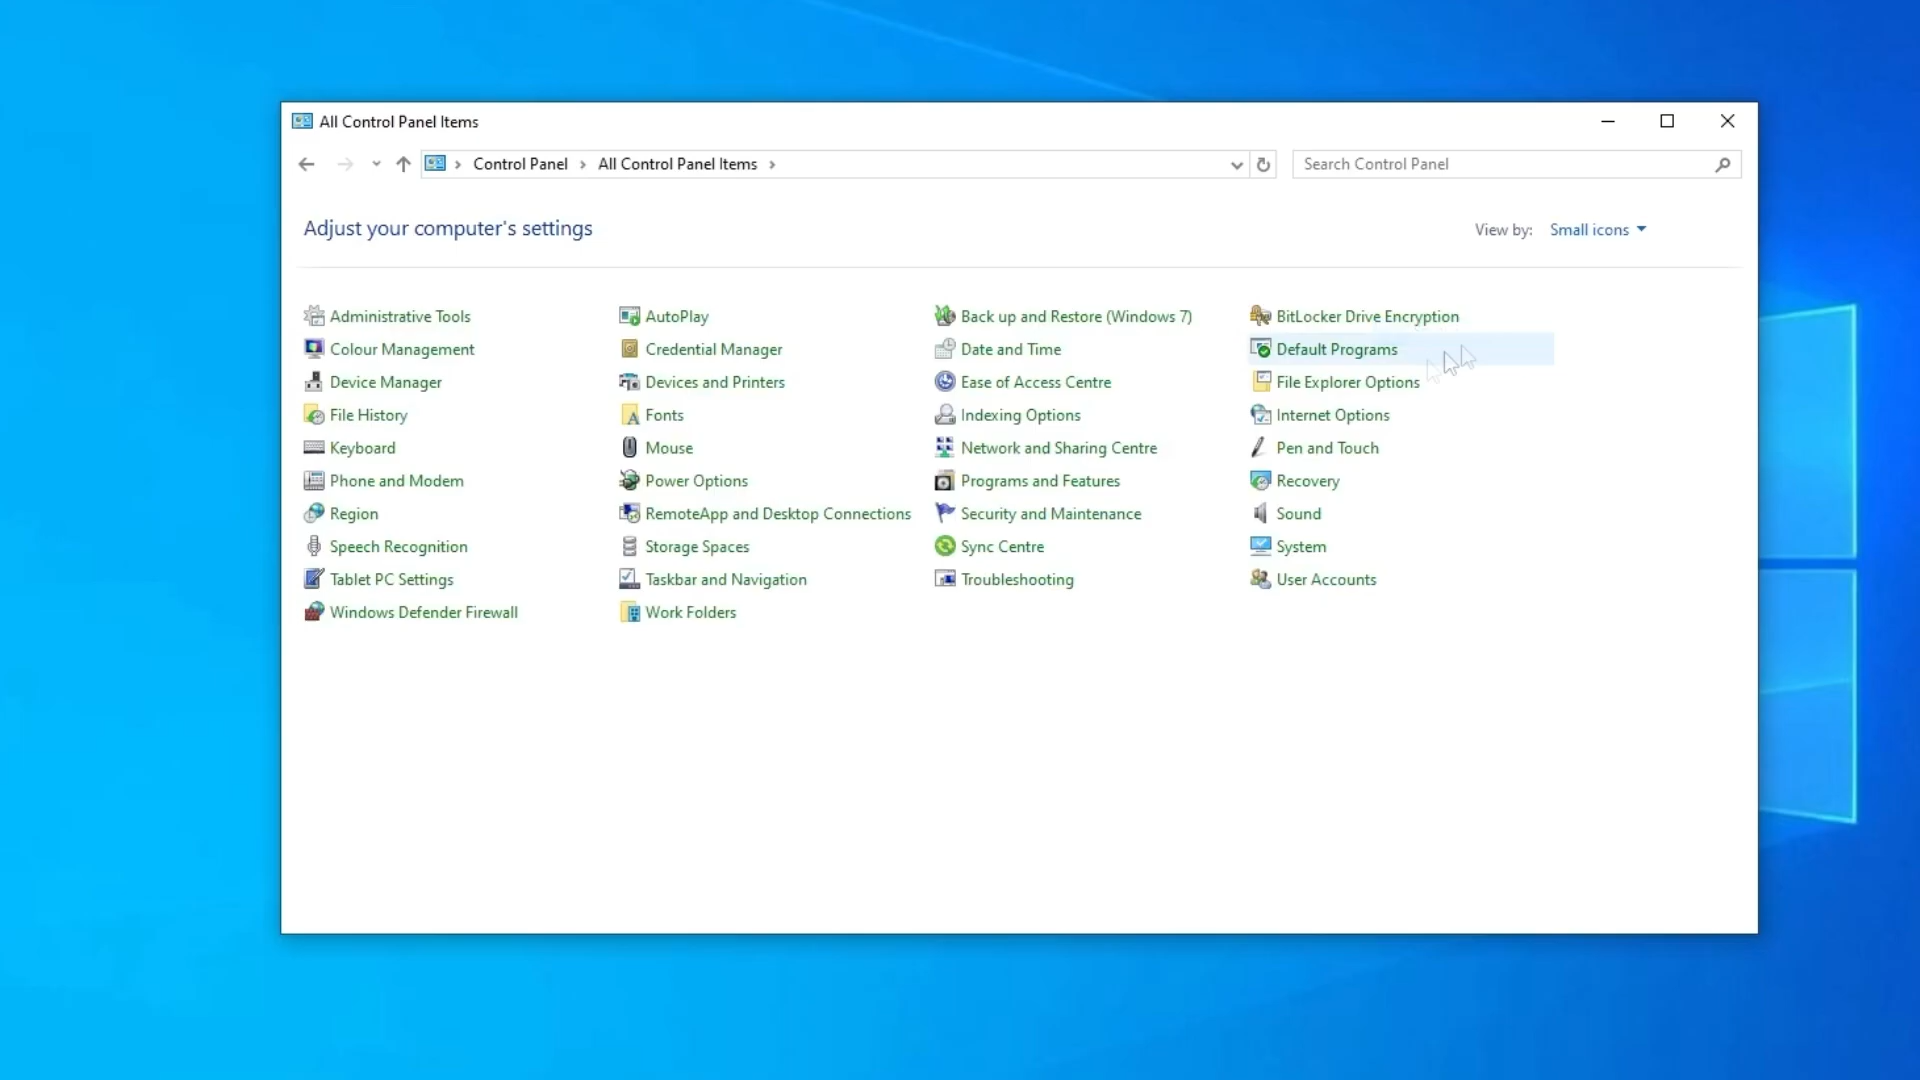 All Control Panel Items
Control Panel All Control Panel Items
Search Control Panel
Adjust your computer's settings
View by: Small icons
Administrative Tools AutoPlay Back up and Restore (Windows 7) BitLocker Drive Encryption
Colour Management Credential Manager Date and Time Default Programs
Device Manager Devices and Printers Ease of Access Centre File Explorer Options
File History Fonts Indexing Options Internet Options
Keyboard Mouse Network and Sharing Centre Pen and Touch
Phone and Modem Power Options Programs and Features Recovery
Region RemoteApp and Desktop Connections Security and Maintenance Sound
Speech Recognition Storage Spaces Sync Centre System
Tablet PC Settings Taskbar and Navigation Troubleshooting User Accounts
Windows Defender Firewall Work Folders